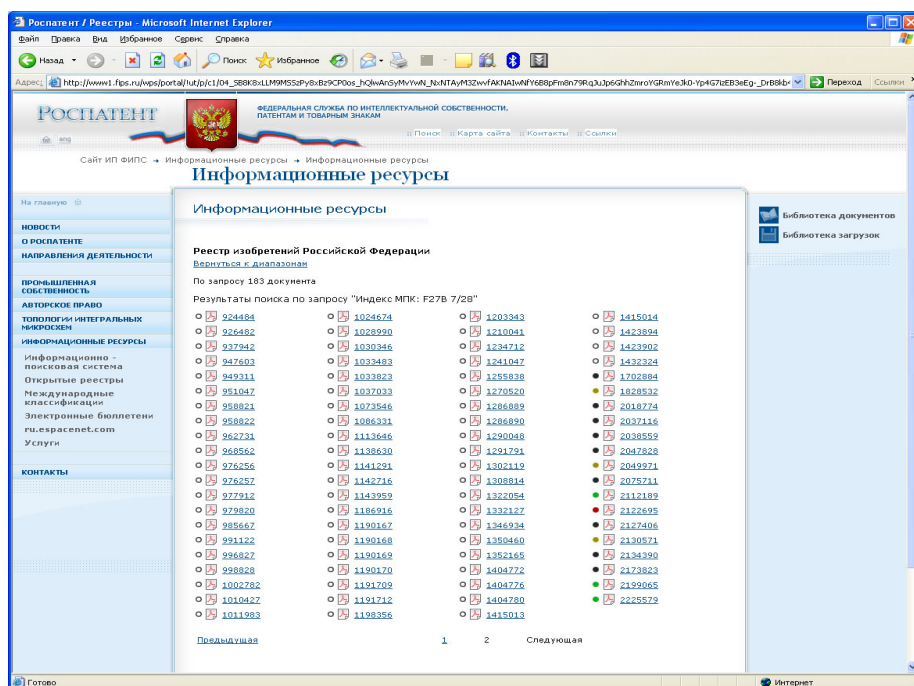 Роспатент / Реестры - Microsoft Internet Explorer
Файл Правка Вид Избранное Сервис Справка
Назад Поиск Избранное
Переход Ссылки
РОСПАТЕНТ
ФЕДЕРАЛЬНАЯ СЛУЖБА ПО ИНТЕЛЛЕКТУАЛЬНОЙ СОБСТВЕННОСТИ,
ПАТЕНТАМ И ТОВАРНЫМ ЗНАКАМ
eng
Поиск Карта сайта Контакты Ссылки
Сайт ИП ФИПС → Информационные ресурсы → Информационные ресурсы
Информационные ресурсы
На главную
НОВОСТИ
О РОСПАТЕНТЕ
НАПРАВЛЕНИЯ ДЕЯТЕЛЬНОСТИ
ПРОМЫШЛЕННАЯ
СОБСТВЕННОСТЬ
АВТОРСКОЕ ПРАВО
ТОПОЛОГИИ ИНТЕГРАЛЬНЫХ
МИКРОСХЕМ
ИНФОРМАЦИОННЫЕ РЕСУРСЫ
Информационно -
поисковая система
Открытые реестры
Международные
классификации
Электронные бюллетени
ru.espacenet.com
Услуги
КОНТАКТЫ
Информационные ресурсы
Реестр изобретений Российской Федерации
Вернуться к диапазонам
По запросу 183 документа
Результаты поиска по запросу "Индекс МПК: F27B 7/28"
924484 1024674 1203343 1415014
926482 1028990 1210041 1423894
937942 1030346 1234712 1423902
947603 1033483 1241047 1432324
949311 1033823 1255838 1702884
951047 1037033 1270520 1828532
958821 1073546 1286889 2018774
958822 1086331 1286890 2037116
962731 1113646 1290048 2038559
968562 1138630 1291791 2047828
976256 1141291 1302119 2049971
976257 1142716 1308814 2075711
977912 1143959 1322054 2112189
979820 1186916 1332127 2122695
985667 1190167 1346934 2127406
991122 1190168 1350460 2130571
996827 1190169 1352165 2134390
998828 1190170 1404772 2173823
1002782 1191709 1404776 2199065
1010427 1191712 1404780 2225579
1011983 1198356 1415013
Предыдущая 1 2 Следующая
Библиотека документов
Библиотека загрузок
Готово Интернет